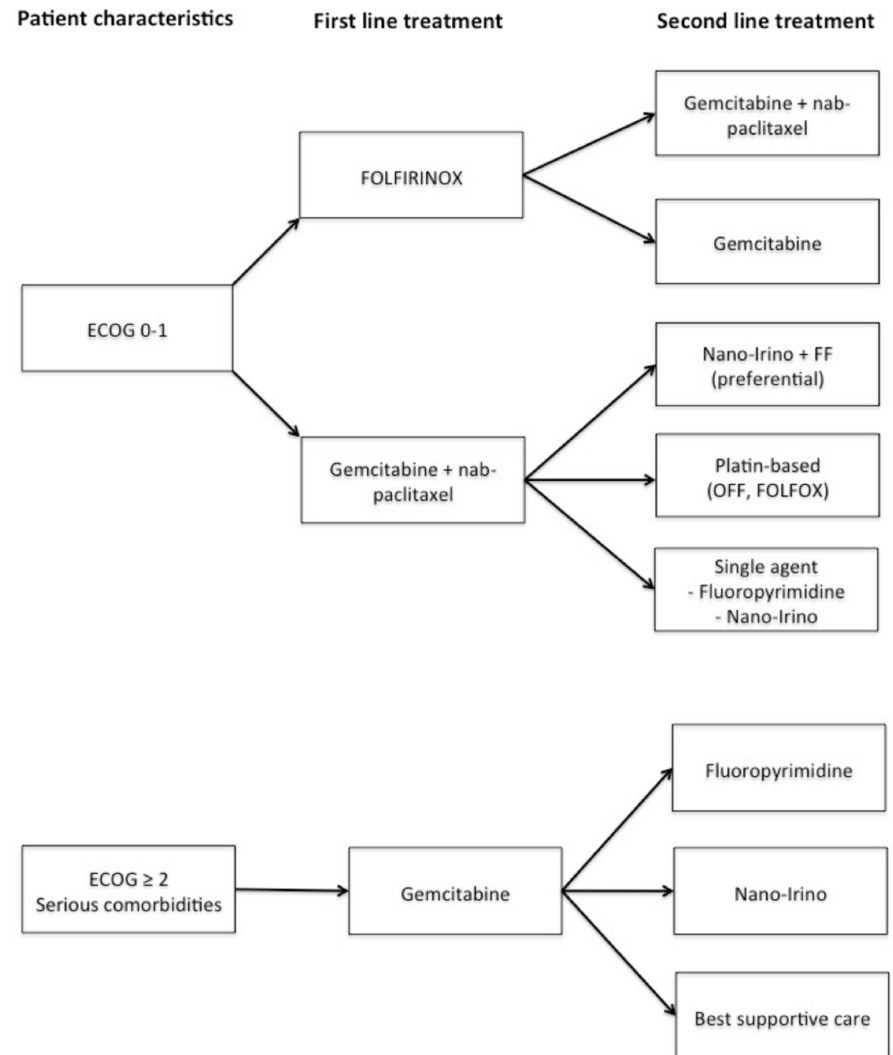 Patient characteristics
First line treatment
Second line treatment
Gemcitabine + nab-
paclitaxel
FOLFIRINOX
Gemcitabine
ECOG 0-1
Nano-Irino + FF
(preferential)
Gemcitabine + nab-
paclitaxel
Platin-based
(OFF, FOLFOX)
Single agent
- Fluoropyrimidine
- Nano-Irino
Fluoropyrimidine
ECOG ≥ 2
Serious comorbidities
Gemcitabine
Nano-Irino
Best supportive care